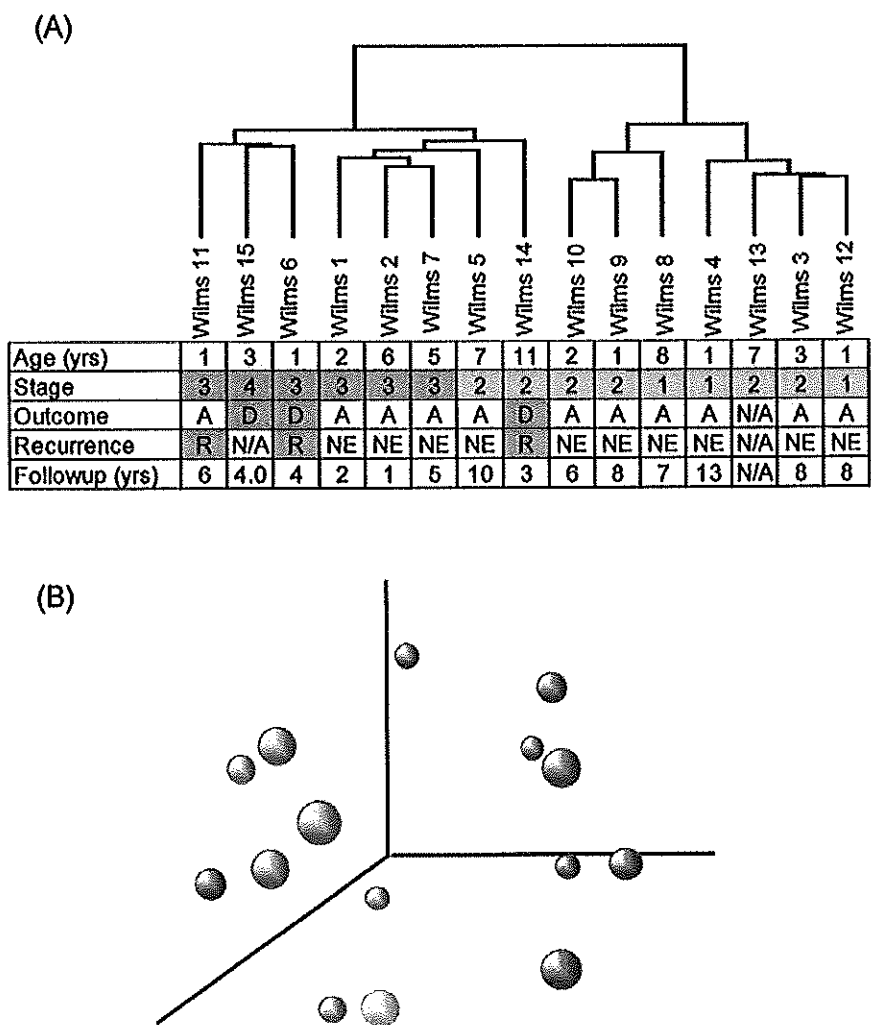 (A)
Wilms 11 Wilms 15 Wilms 6 Wilms 1 Wilms 2 Wilms 7 Wilms 5 Wilms 14 Wilms 10 Wilms 9 Wilms 8 Wilms 4 Wilms 13 Wilms 3 Wilms 12
Age (yrs) 1 3 1 2 6 5 7 11 2 1 8 1 7 3 1
Stage 3 4 3 3 3 3 2 2 2 2 1 1 2 2 1
Outcome A D D A A A A D A A A A N/A A A
Recurrence R N/A R NE NE NE NE R NE NE NE NE N/A NE NE
Followup (yrs) 6 4.0 4 2 1 5 10 3 6 8 7 13 N/A 8 8
(B)